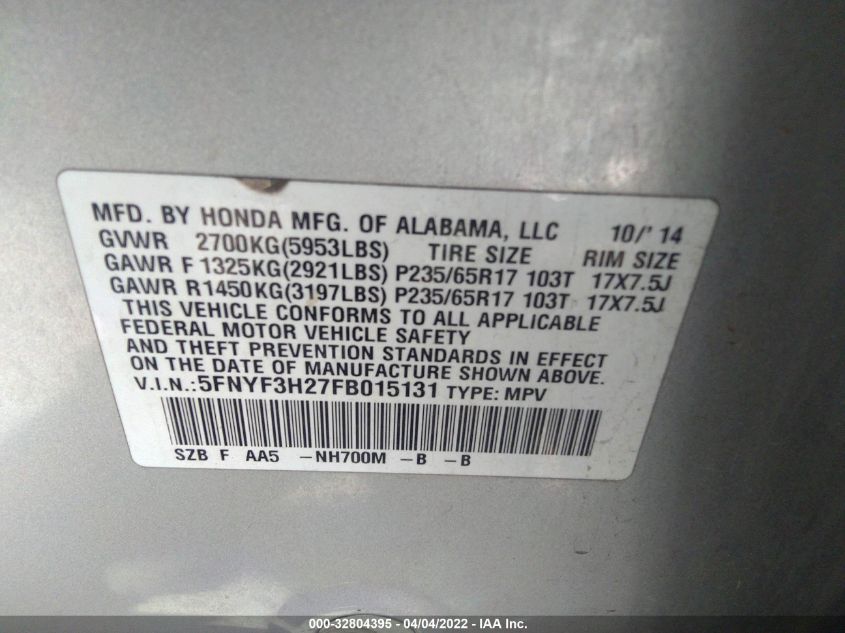 MFD. BY HONDA MFG. OF ALABAMA, LLC 10/'14
GVWR 2700KG(5953LBS) TIRE SIZE RIM SIZE
GAWR F 1325KG(2921LBS) P235/65R17 103T 17X7.5J
GAWR R1450KG(3197LBS) P235/65R17 103T 17X7.5J
THIS VEHICLE CONFORMS TO ALL APPLICABLE
FEDERAL MOTOR VEHICLE SAFETY
AND THEFT PREVENTION STANDARDS IN EFFECT
ON THE DATE OF MANUFACTURE SHOWN ABOVE.
V.I.N.:5FNYF3H27FB015131 TYPE: MPV
SZB F AA5 -NH700M -B -B
000-32804395 - 04/04/2022 - IAA Inc.